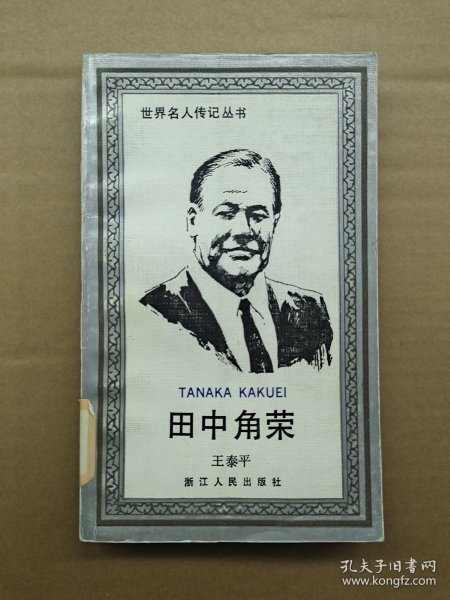 世界名人传记丛书
TANAKA KAKUEI
田中角荣
王泰平
浙江人民出版社
孔夫子旧书网
www.kongfz.com